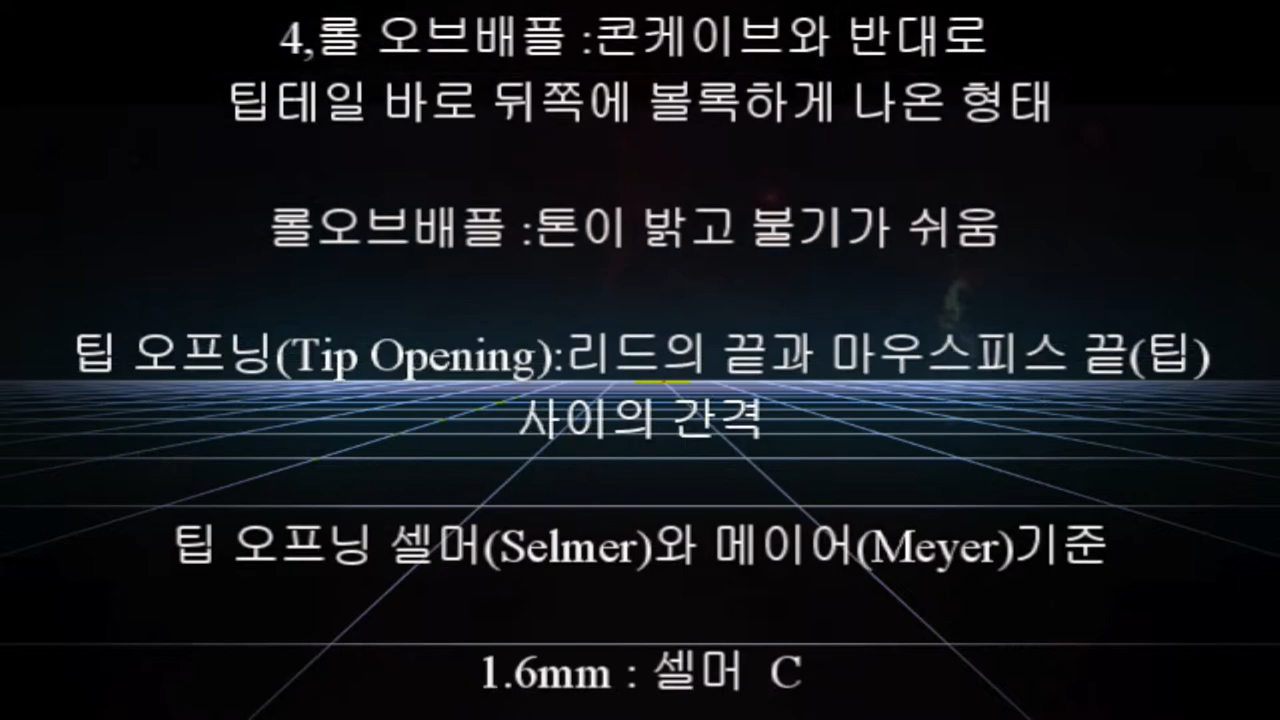 4,롤 오브배플 :콘케이브와 반대로
팁테일 바로 뒤쪽에 볼록하게 나온 형태
롤오브배플 :톤이 밝고 불기가 쉬움
팁 오프닝(Tip Opening):리드의 끝과 마우스피스 끝(팁)
사이의 간격
팁 오프닝 셀머(Selmer)와 메이어(Meyer)기준
1.6mm : 셀머 C